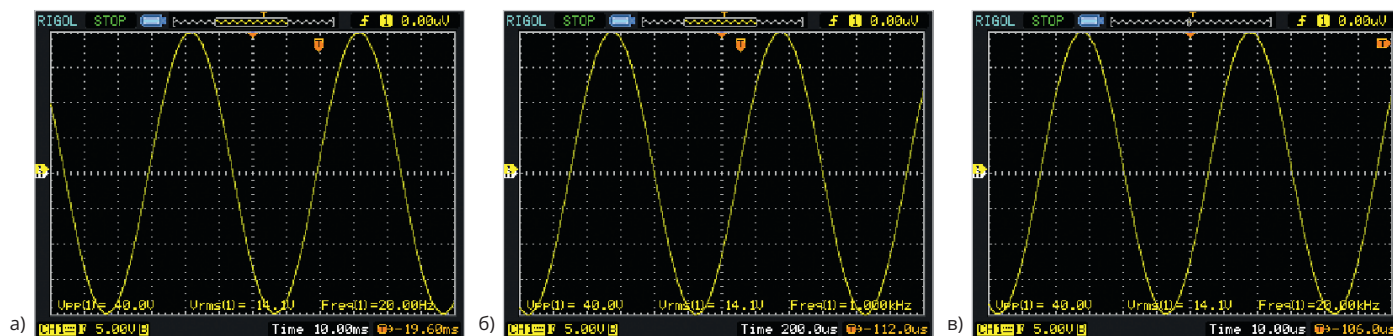 RIGOL STOP T 1 0.00uV
T
Vpp(1)= 40.0V Vrms(1)= 14.1V Freq(1)=20.00Hz
CH1 F 5.00V B Time 10.00ms T -19.60ms
а)
RIGOL STOP T 1 0.00uV
T
Vpp(1)= 40.0V Vrms(1)= 14.1V Freq(1)=1.000kHz
CH1 F 5.00V B Time 200.0us T -112.0us
б)
RIGOL STOP T 1 0.00uV
T
Vpp(1)= 40.0V Vrms(1)= 14.1V Freq(1)=20.00kHz
CH1 F 5.00V B Time 10.00us T -106.0us
в)